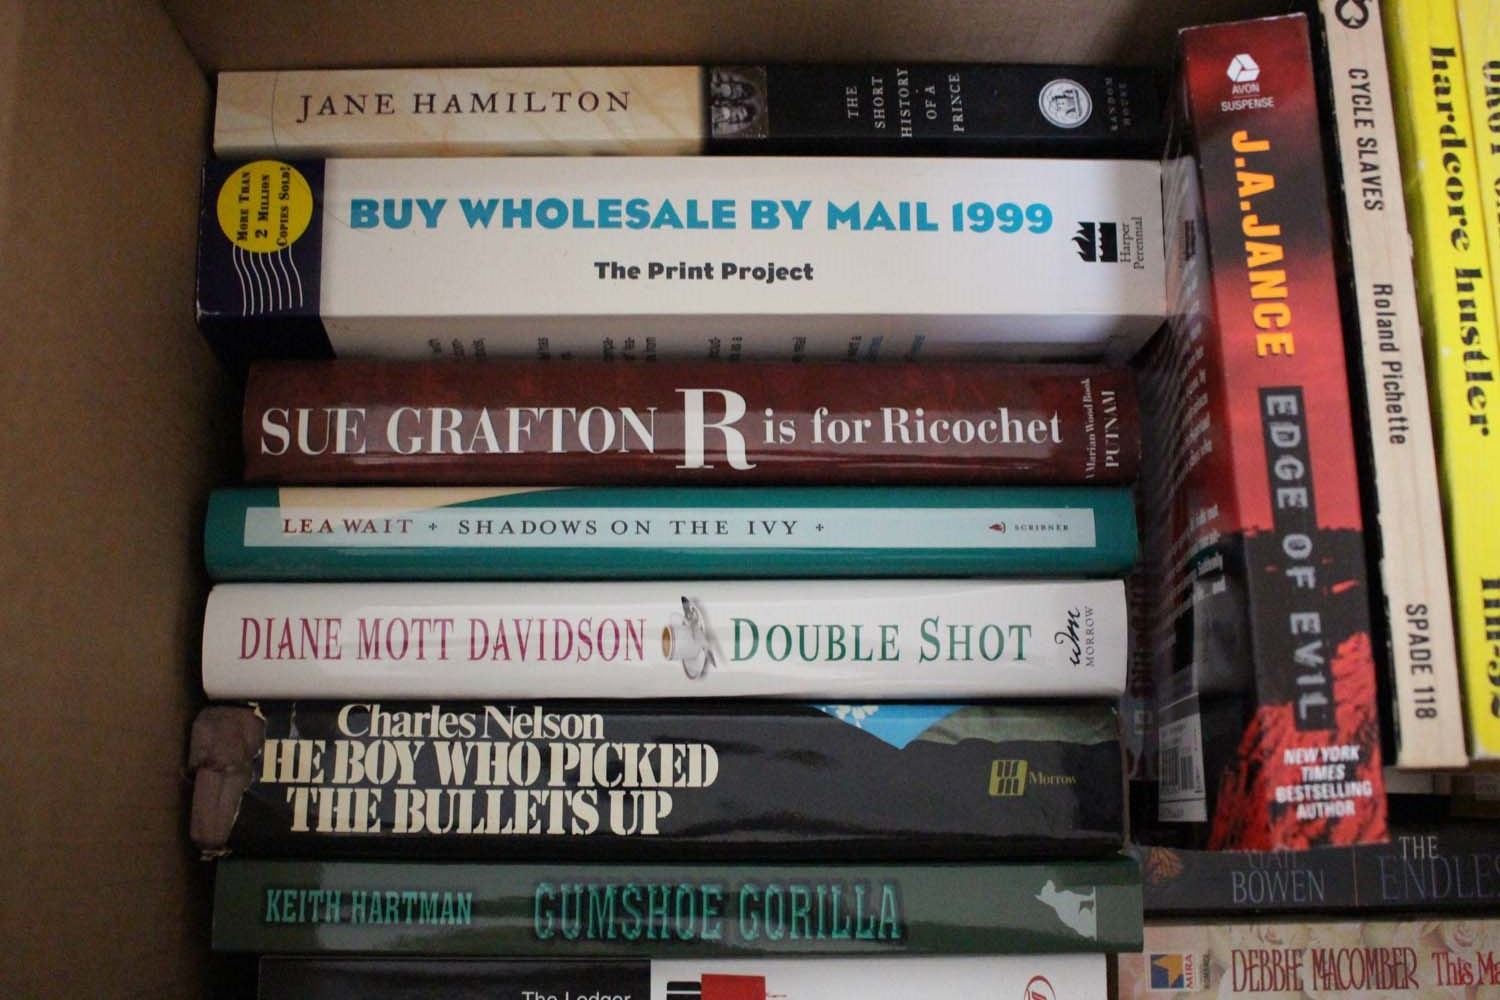 JANE HAMILTON
THE
SHORT
HISTORY
OF A
PRINCE
RANDOM
HOUSE
MORE THAN
2 MILLION
COPIES SOLD!
BUY WHOLESALE BY MAIL 1999
The Print Project
Harper
Perennial
SUE GRAFTON R is for Ricochet
A Marian Wood Book
PUTNAM
LEA WAIT + SHADOWS ON THE IVY +
SCRIBNER
DIANE MOTT DAVIDSON DOUBLE SHOT
MORROW
Charles Nelson
HE BOY WHO PICKED
THE BULLETS UP
Morrow
KEITH HARTMAN GUMSHOE GORILLA
The Lodger
AVON
SUSPENSE
J.A. JANCE
EDGE OF EVIL
NEW YORK
TIMES
BESTSELLING
AUTHOR
CYCLE SLAVES
Roland Pichette
SPADE 118
hardcore hustler
BOWEN
THE
ENDLES
MIRA
DEBBIE MACOMBER This Ma